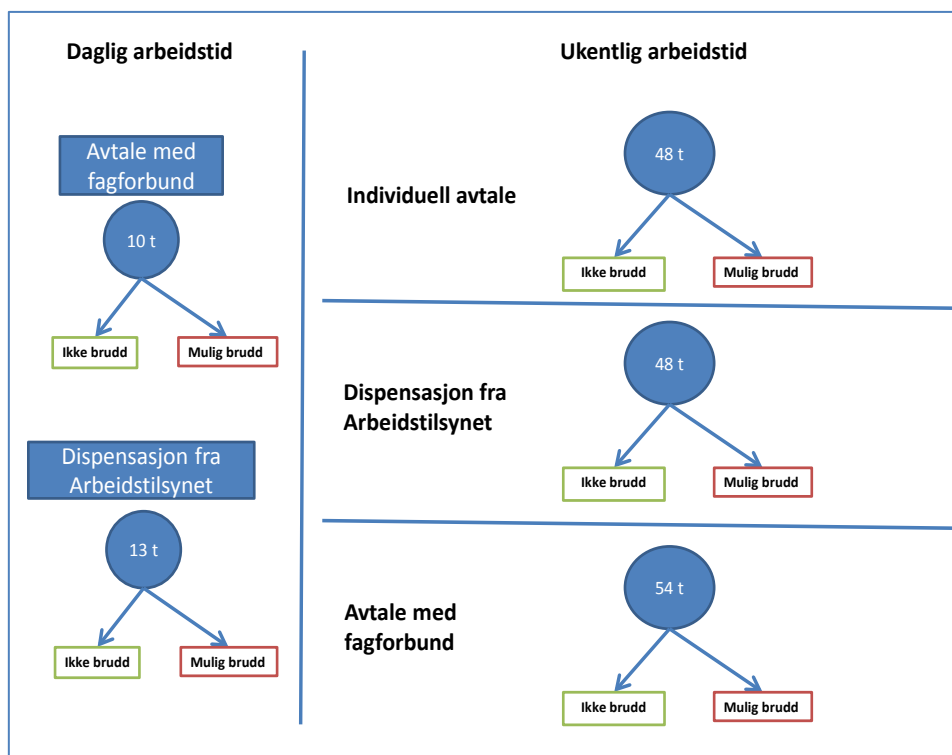 Daglig arbeidstid
Avtale med
fagforbund
10 t
Ikke brudd
Mulig brudd
Dispensasjon fra
Arbeidstilsynet
13 t
Ikke brudd
Mulig brudd
Ukentlig arbeidstid
48 t
Individuell avtale
Ikke brudd
Mulig brudd
48 t
Dispensasjon fra
Arbeidstilsynet
Ikke brudd
Mulig brudd
54 t
Avtale med
fagforbund
Ikke brudd
Mulig brudd